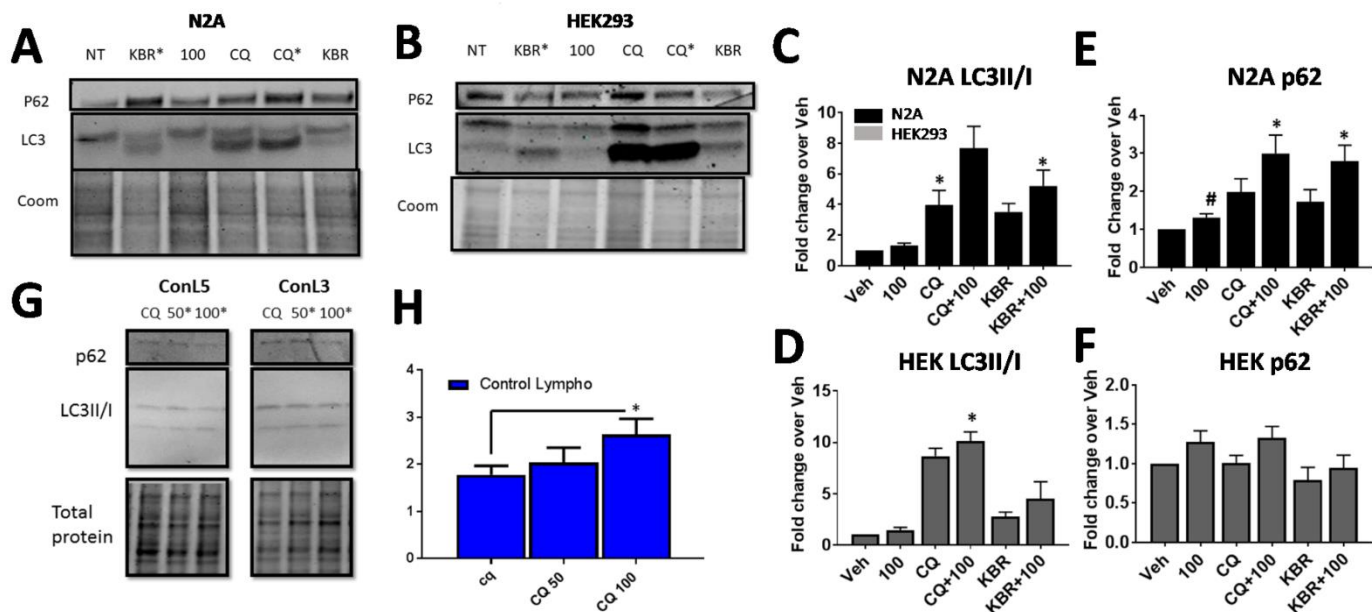 N2A
A
NT KBR* 100 CQ CQ* KBR
P62
LC3
Coom
HEK293
B
NT KBR* 100 CQ CQ* KBR
P62
LC3
Coom
C
N2A LC3II/I
Fold change over Veh
10
8
6
4
2
0
N2A
HEK293
*
*
Veh 100 CQ CQ+100 KBR KBR+100
E
N2A p62
Fold Change over Veh
4
3
2
1
0
#
*
*
Veh 100 CQ CQ+100 KBR KBR+100
G
ConL5 ConL3
CQ 50* 100* CQ 50* 100*
p62
LC3II/I
Total
protein
H
4
3
2
1
0
Control Lympho
*
cq CQ 50 CQ 100
D
HEK LC3II/I
Fold change over Veh
15
10
5
0
*
Veh 100 CQ CQ+100 KBR KBR+100
F
HEK p62
Fold change over Veh
2.0
1.5
1.0
0.5
0.0
Veh 100 CQ CQ+100 KBR KBR+100